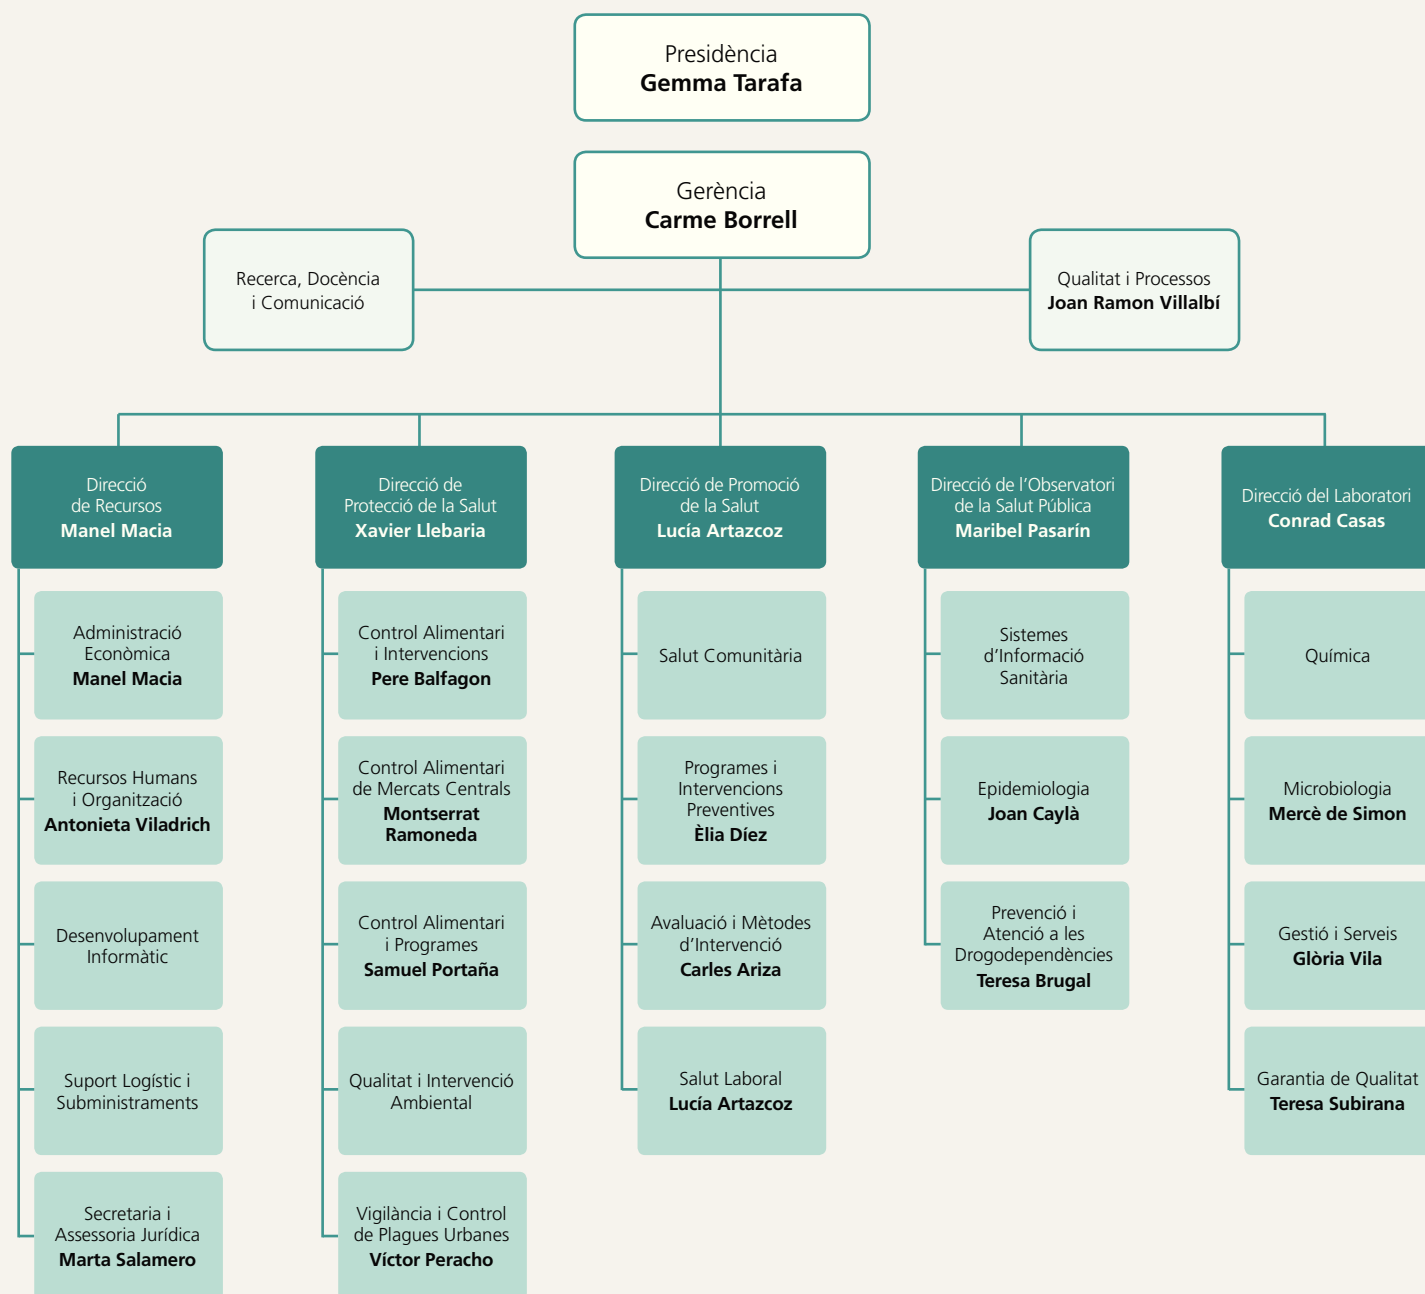 Presidència
Gemma Tarafa
Gerència
Carme Borrell
Recerca, Docència
i Comunicació
Qualitat i Processos
Joan Ramon Villalbí
Direcció
de Recursos
Manel Macia
Administració
Econòmica
Manel Macia
Recursos Humans
i Organització
Antonieta Viladrich
Desenvolupament
Informàtic
Suport Logístic i
Subministraments
Secretaria i
Assessoria Jurídica
Marta Salamero
Direcció de
Protecció de la Salut
Xavier Llebaria
Control Alimentari
i Intervencions
Pere Balfagon
Control Alimentari
de Mercats Centrals
Montserrat
Ramoneda
Control Alimentari
i Programes
Samuel Portaña
Qualitat i Intervenció
Ambiental
Vigilància i Control
de Plagues Urbanes
Víctor Peracho
Direcció de Promoció
de la Salut
Lucía Artazcoz
Salut Comunitària
Programes i
Intervencions
Preventives
Èlia Díez
Avaluació i Mètodes
d’Intervenció
Carles Ariza
Salut Laboral
Lucía Artazcoz
Direcció de l’Observatori
de la Salut Pública
Maribel Pasarín
Sistemes
d’Informació
Sanitària
Epidemiologia
Joan Caylà
Prevenció i
Atenció a les
Drogodependències
Teresa Brugal
Direcció del Laboratori
Conrad Casas
Química
Microbiologia
Mercè de Simon
Gestió i Serveis
Glòria Vila
Garantia de Qualitat
Teresa Subirana